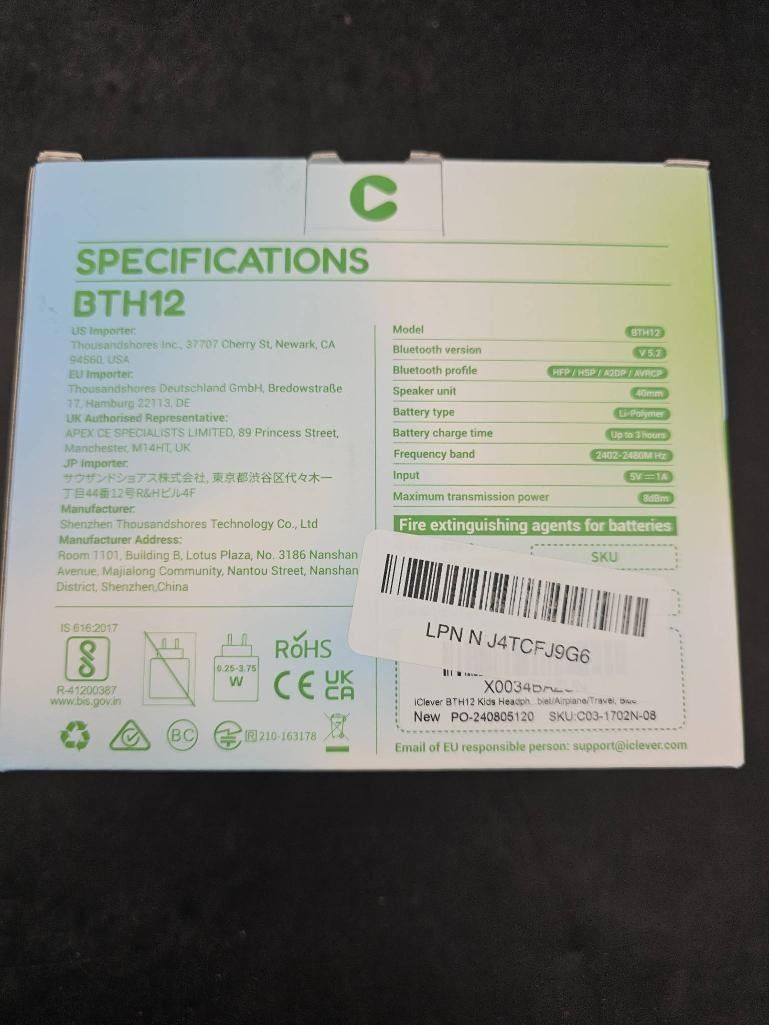 SPECIFICATIONS
BTH12
US Importer:
Thousandshores Inc., 37707 Cherry St, Newark, CA
94560, USA
EU Importer:
Thousandshores Deutschland GmbH, Bredowstraße
17, Hamburg 22113, DE
UK Authorised Representative:
APEX CE SPECIALISTS LIMITED, 89 Princess Street,
Manchester, M14HT, UK
JP Importer:
サウザンドショアス株式会社, 東京都渋谷区代々木一
丁目44番12号R&Hビル4F
Manufacturer:
Shenzhen Thousandshores Technology Co., Ltd
Manufacturer Address:
Room 1101, Building B, Lotus Plaza, No. 3186 Nanshan
Avenue, Majialong Community, Nantou Street, Nanshan
District, Shenzhen,China
IS 616:2017
R-41200387
www.bis.gov.in
0.25-3.75
W
RoHS
CE UK
CA
BC
R 210-163178
Model BTH12
Bluetooth version V 5.2
Bluetooth profile HFP / HSP / A2DP / AVRCP
Speaker unit 40mm
Battery type Li-Polymer
Battery charge time Up to 3 hours
Frequency band 2402-2480M Hz
Input 5V 1A
Maximum transmission power 8dBm
Fire extinguishing agents for batteries
SKU
LPN N J4TCFJ9G6
iClever BTH12 Kids Headph
New PO-240805120 SKU:C03-1702N-08
Email of EU responsible person: support@iclever.com